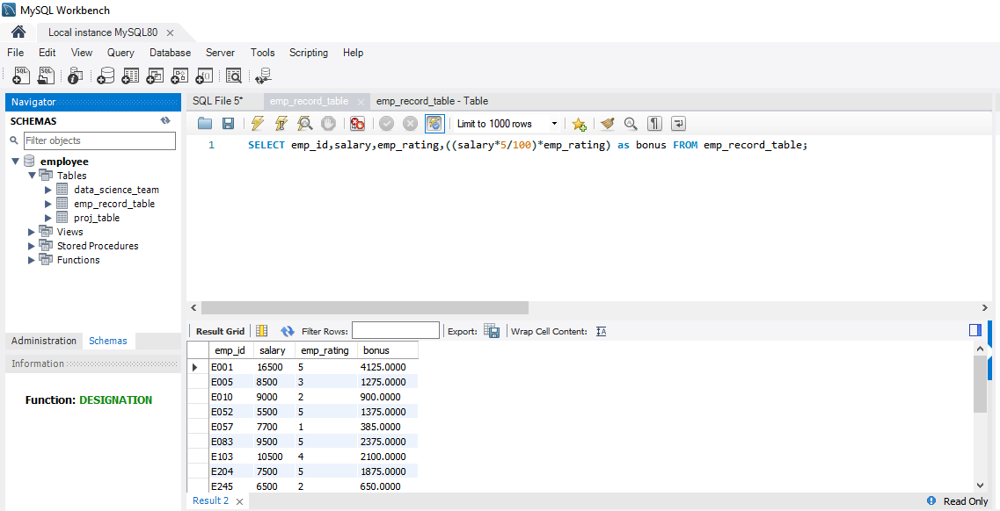 MySQL Workbench
Local instance MySQL80
File Edit View Query Database Server Tools Scripting Help
Navigator
SCHEMAS
Filter objects
employee
Tables
data_science_team
emp_record_table
proj_table
Views
Stored Procedures
Functions
Administration Schemas
Information
Function: DESIGNATION
SQL File 5* emp_record_table emp_record_table - Table
Limit to 1000 rows
1 SELECT emp_id,salary,emp_rating,((salary*5/100)*emp_rating) as bonus FROM emp_record_table;
Result Grid Filter Rows: Export: Wrap Cell Content: IA
emp_id salary emp_rating bonus
E001 16500 5 4125.0000
E005 8500 3 1275.0000
E010 9000 2 900.0000
E052 5500 5 1375.0000
E057 7700 1 385.0000
E083 9500 5 2375.0000
E103 10500 4 2100.0000
E204 7500 5 1875.0000
E245 6500 2 650.0000
Result 2
Read Only